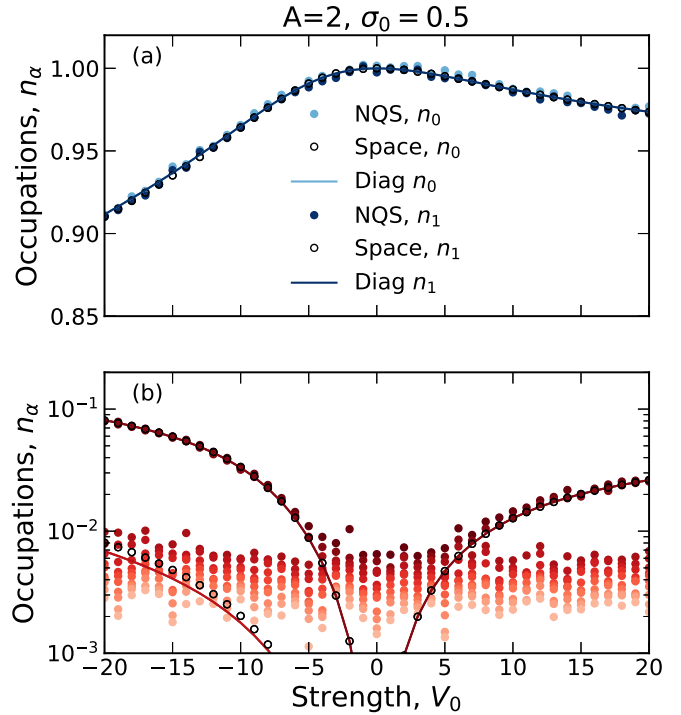 A=2, σ₀ = 0.5
(a)
1.00
0.95
0.90
0.85
Occupations, nα
NQS, n₀
Space, n₀
Diag n₀
NQS, n₁
Space, n₁
Diag n₁
(b)
10⁻¹
10⁻²
10⁻³
Occupations, nα
−20 −15 −10 −5 0 5 10 15 20
Strength, V₀